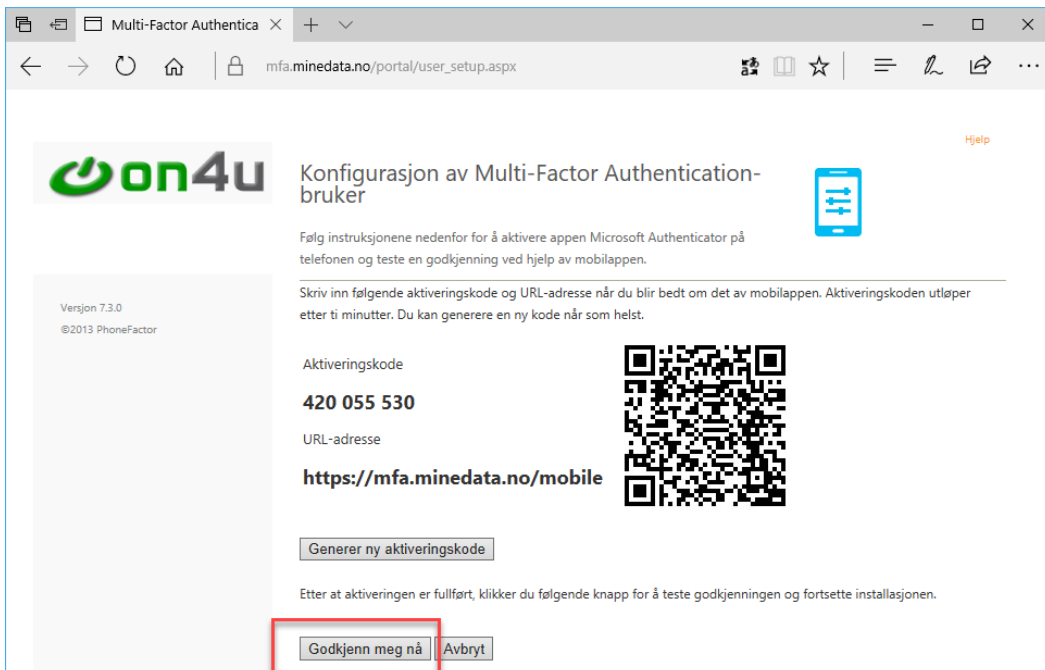 Multi-Factor Authentica
mfa.minedata.no/portal/user_setup.aspx
Hjelp
on4u
Konfigurasjon av Multi-Factor Authentication-
bruker
Følg instruksjonene nedenfor for å aktivere appen Microsoft Authenticator på
telefonen og teste en godkjenning ved hjelp av mobilappen.
Versjon 7.3.0
©2013 PhoneFactor
Skriv inn følgende aktiveringskode og URL-adresse når du blir bedt om det av mobilappen. Aktiveringskoden utløper
etter ti minutter. Du kan generere en ny kode når som helst.
Aktiveringskode
420 055 530
URL-adresse
https://mfa.minedata.no/mobile
Generer ny aktiveringskode
Etter at aktiveringen er fullført, klikker du følgende knapp for å teste godkjenningen og fortsette installasjonen.
Godkjenn meg nå Avbryt